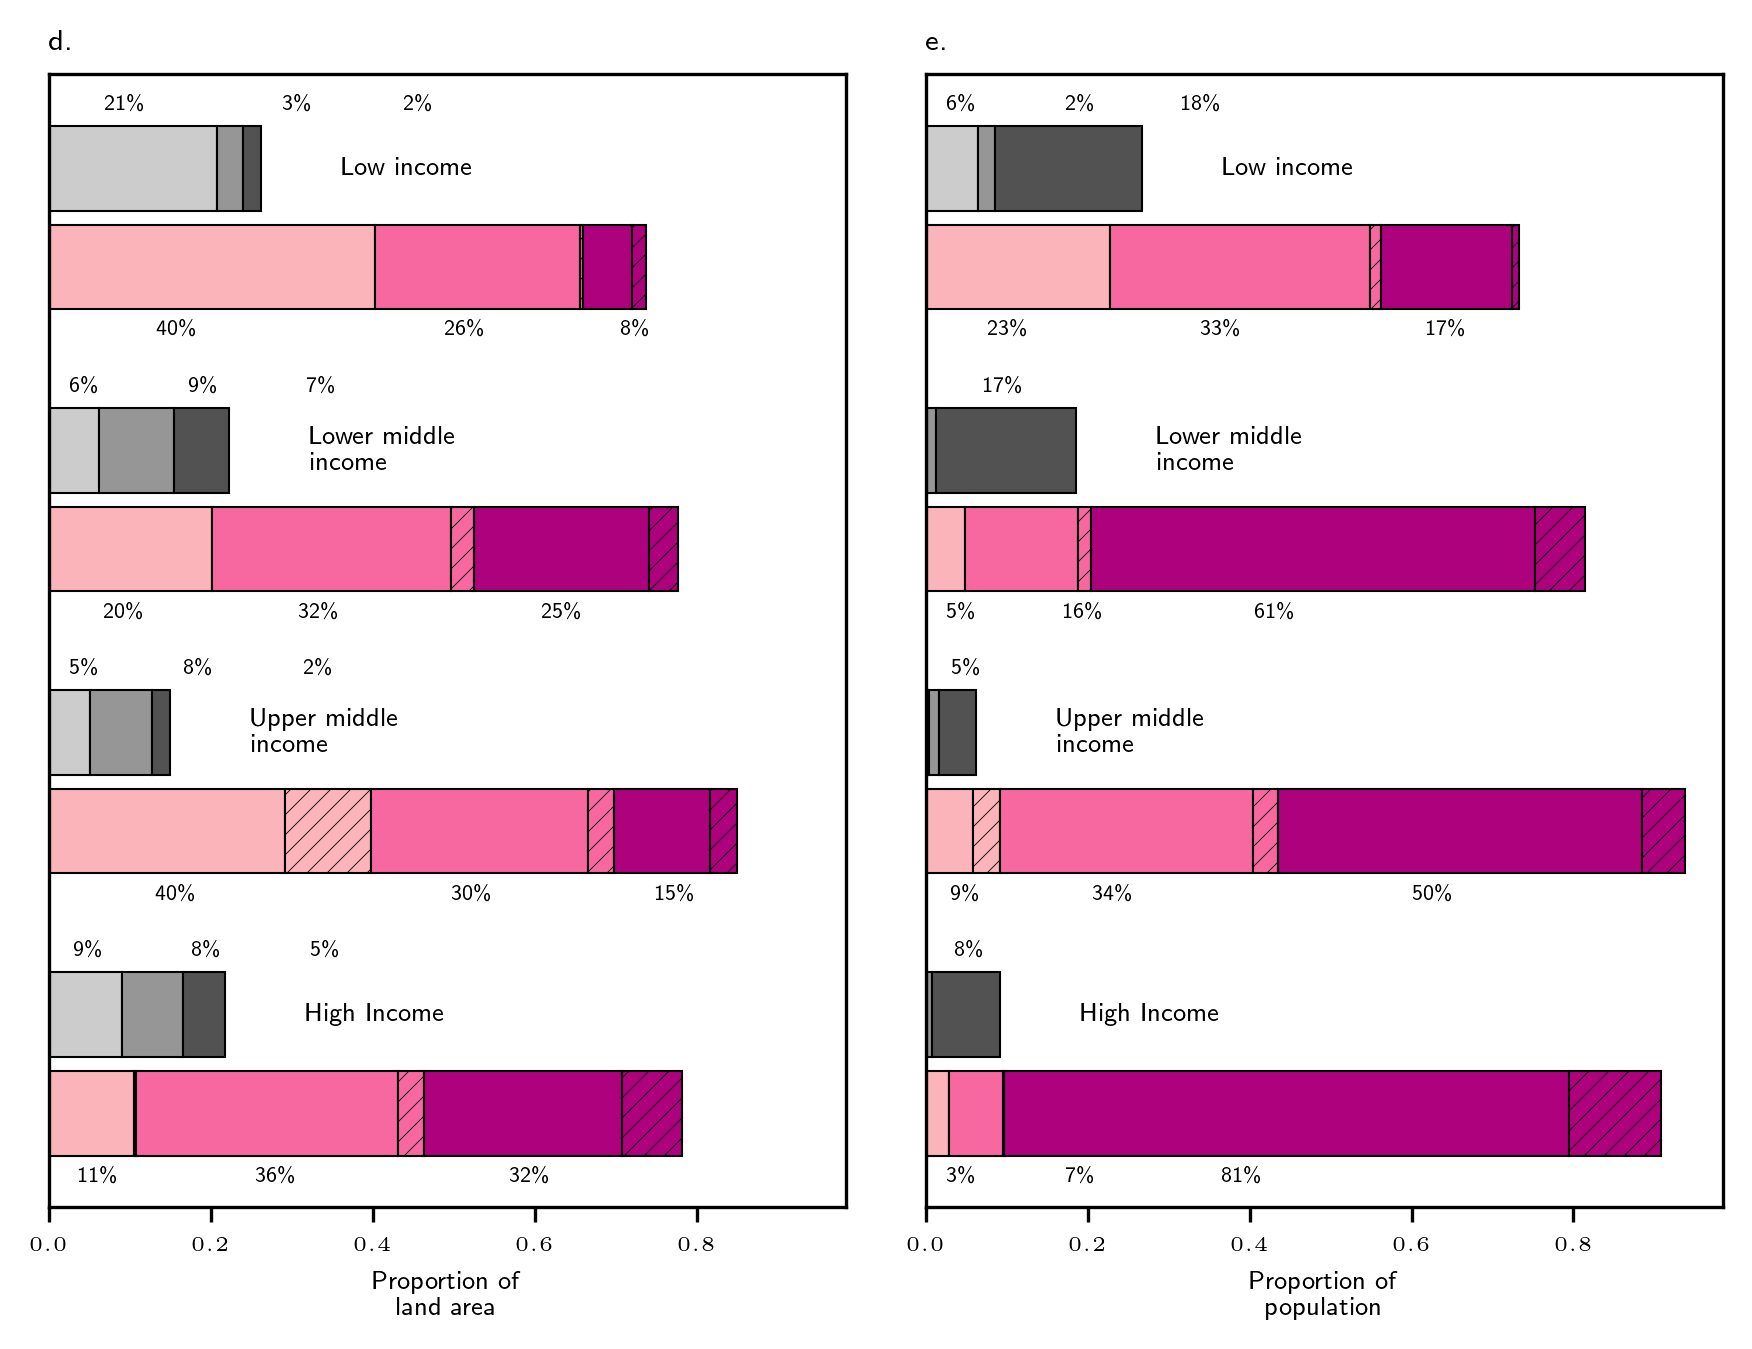 d.
21% 3% 2%
Low income
40% 26% 8%
6% 9% 7%
Lower middle
income
20% 32% 25%
5% 8% 2%
Upper middle
income
40% 30% 15%
9% 8% 5%
High Income
11% 36% 32%
0.0 0.2 0.4 0.6 0.8
Proportion of
land area
e.
6% 2% 18%
Low income
23% 33% 17%
17%
Lower middle
income
5% 16% 61%
5%
Upper middle
income
9% 34% 50%
8%
High Income
3% 7% 81%
0.0 0.2 0.4 0.6 0.8
Proportion of
population